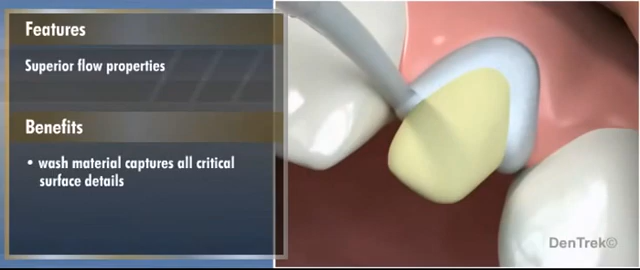 Features
Superior flow properties
Benefits
• wash material captures all critical
surface details
DenTrek©